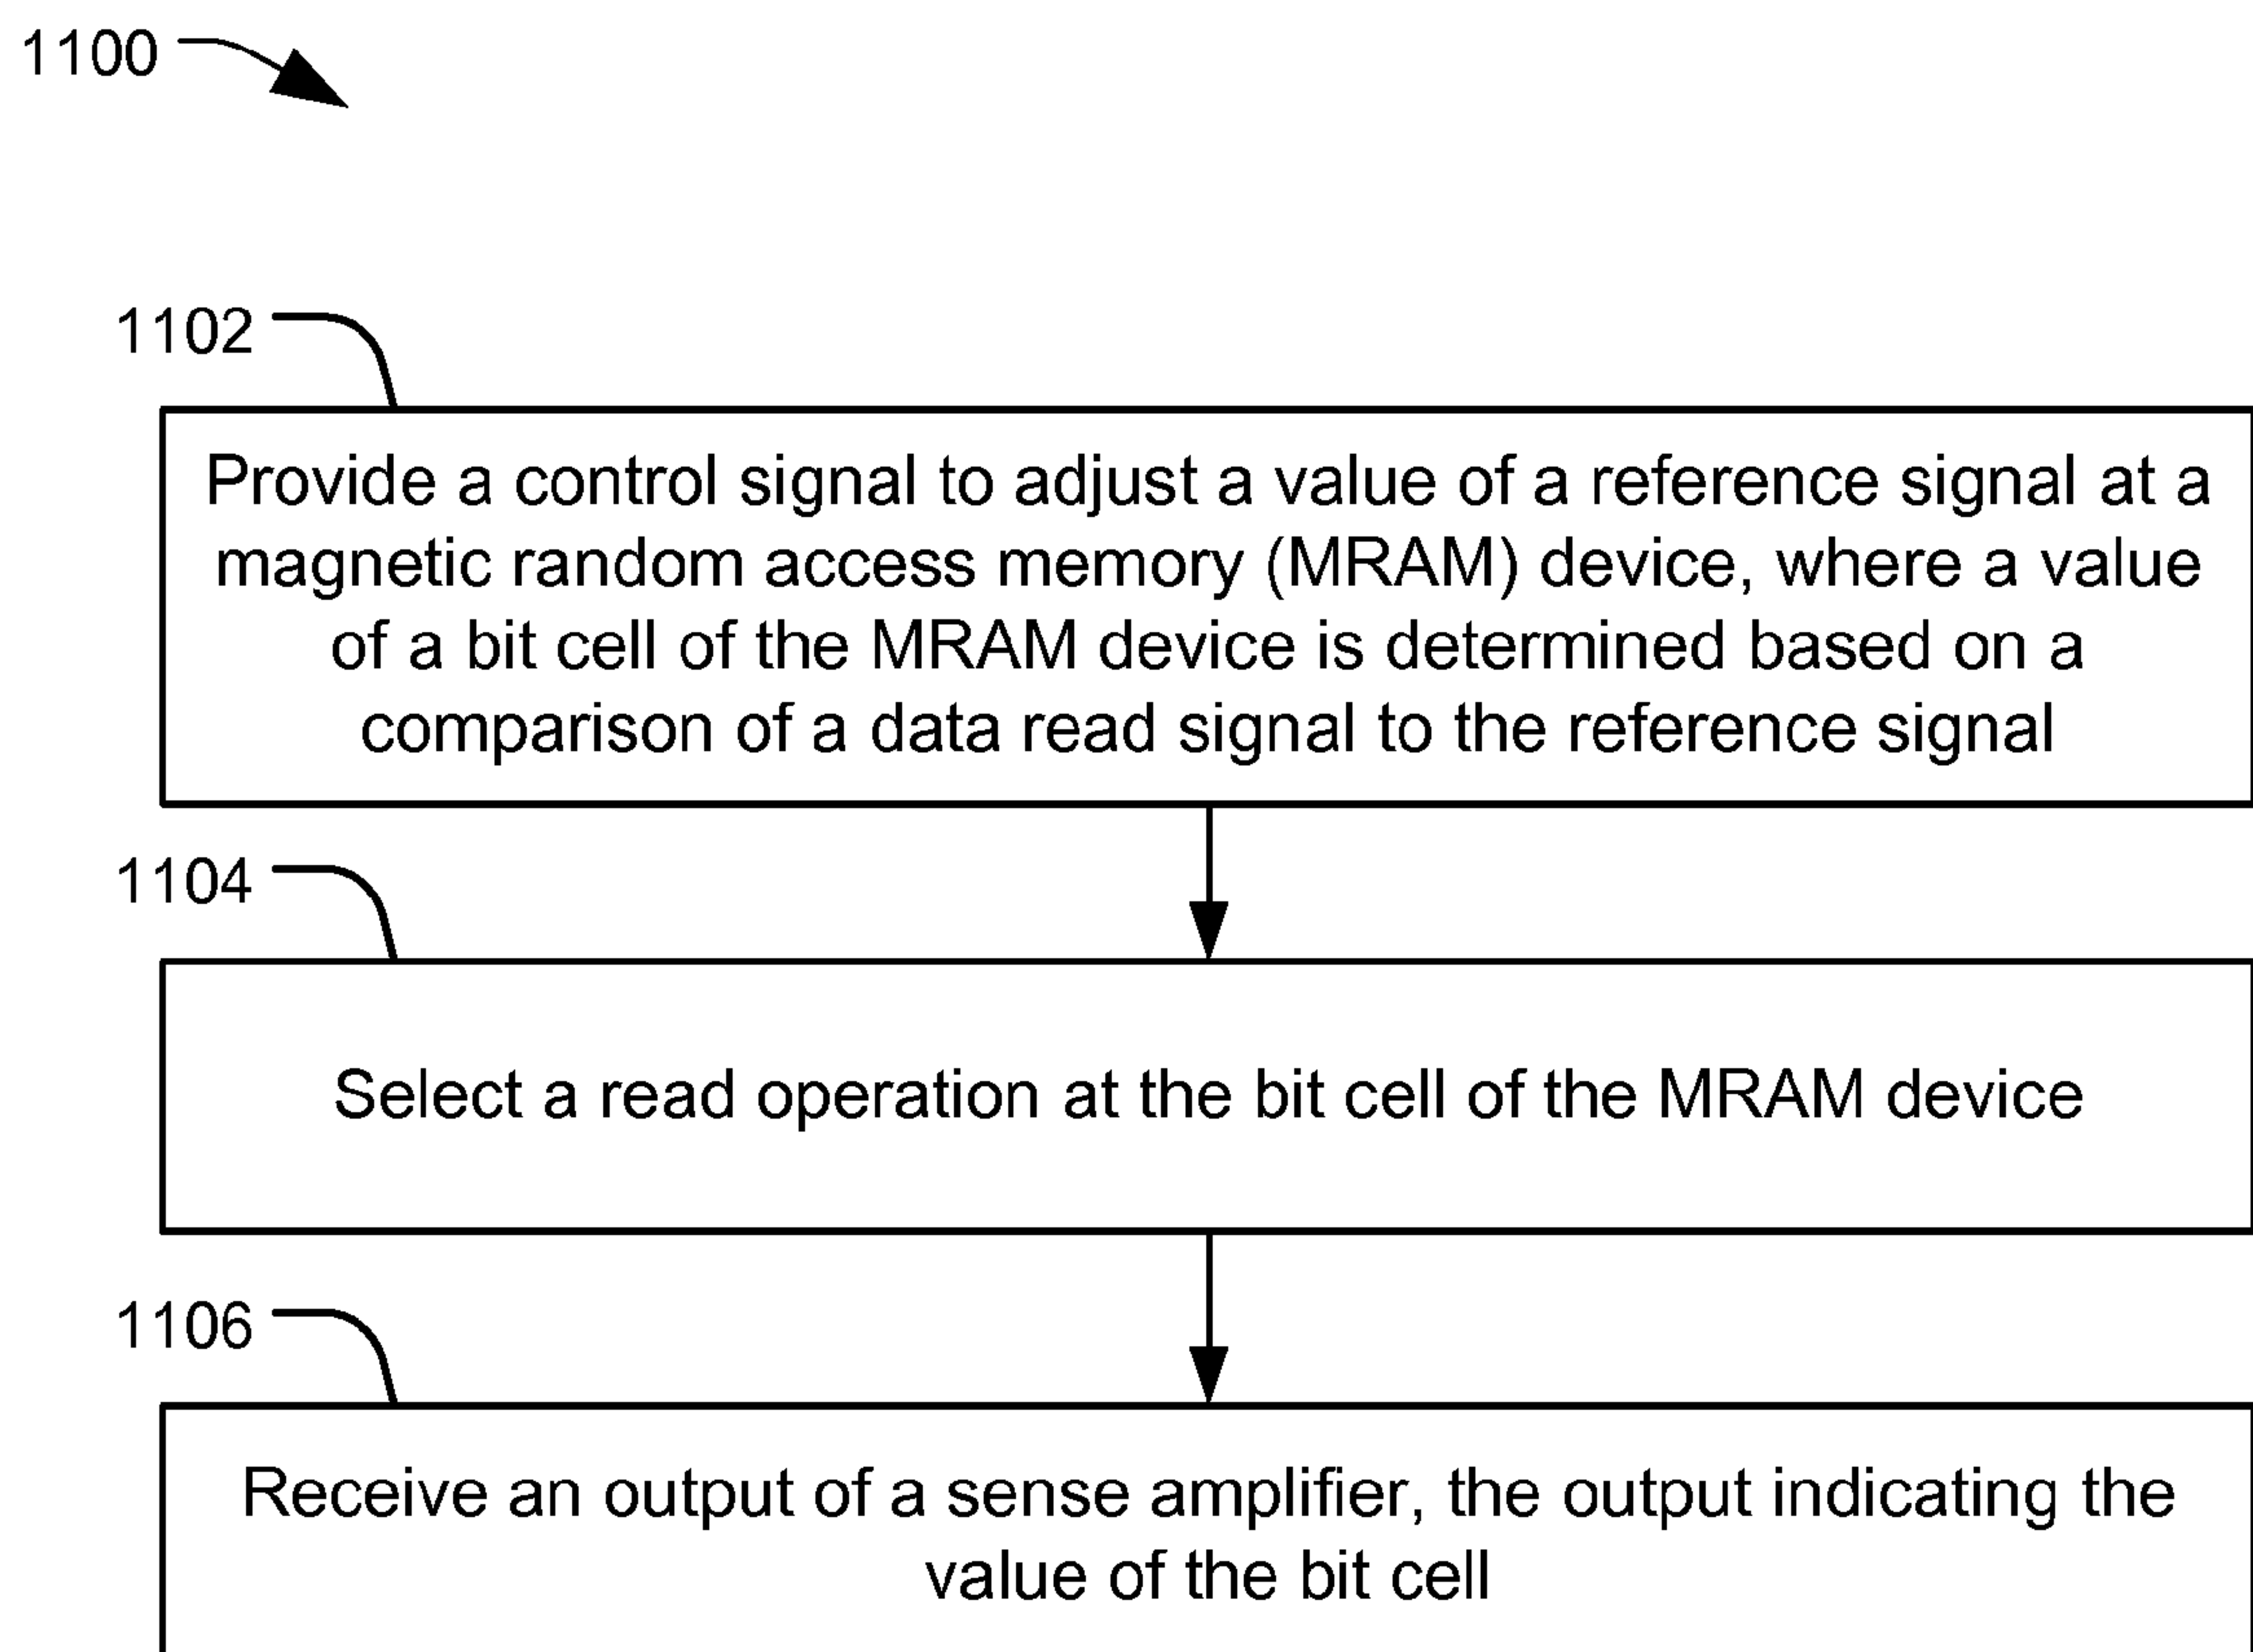 1100
1102
Provide a control signal to adjust a value of a reference signal at a
magnetic random access memory (MRAM) device, where a value
of a bit cell of the MRAM device is determined based on a
comparison of a data read signal to the reference signal
1104
Select a read operation at the bit cell of the MRAM device
1106
Receive an output of a sense amplifier, the output indicating the
value of the bit cell